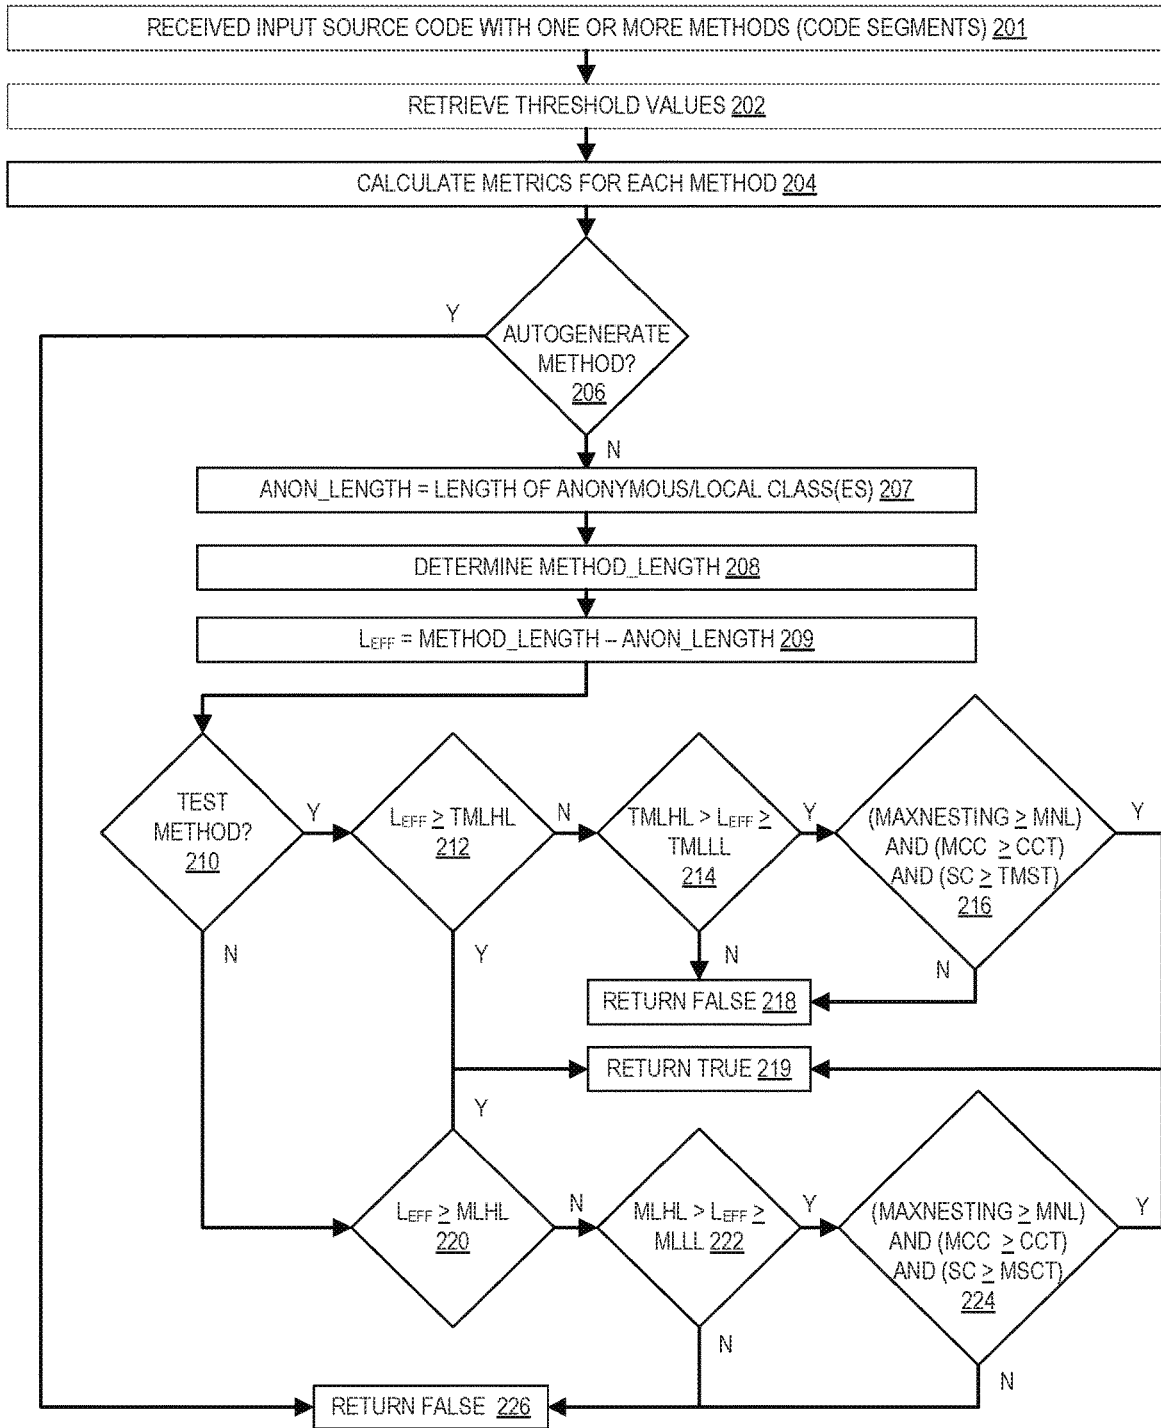 RECEIVED INPUT SOURCE CODE WITH ONE OR MORE METHODS (CODE SEGMENTS) 201
RETRIEVE THRESHOLD VALUES 202
CALCULATE METRICS FOR EACH METHOD 204
Y
AUTOGENERATE
METHOD?
206
N
ANON_LENGTH = LENGTH OF ANONYMOUS/LOCAL CLASS(ES) 207
DETERMINE METHOD_LENGTH 208
LEFF = METHOD_LENGTH – ANON_LENGTH 209
TEST
METHOD?
210
Y
N
LEFF ≥ TMLHL
212
N
Y
TMLHL > LEFF ≥
TMLLL
214
Y
N
(MAXNESTING ≥ MNL)
AND (MCC ≥ CCT)
AND (SC ≥ TMST)
216
Y
N
RETURN FALSE 218
RETURN TRUE 219
Y
LEFF ≥ MLHL
220
N
MLHL > LEFF ≥
MLLL 222
Y
N
(MAXNESTING ≥ MNL)
AND (MCC ≥ CCT)
AND (SC ≥ MSCT)
224
Y
N
RETURN FALSE 226